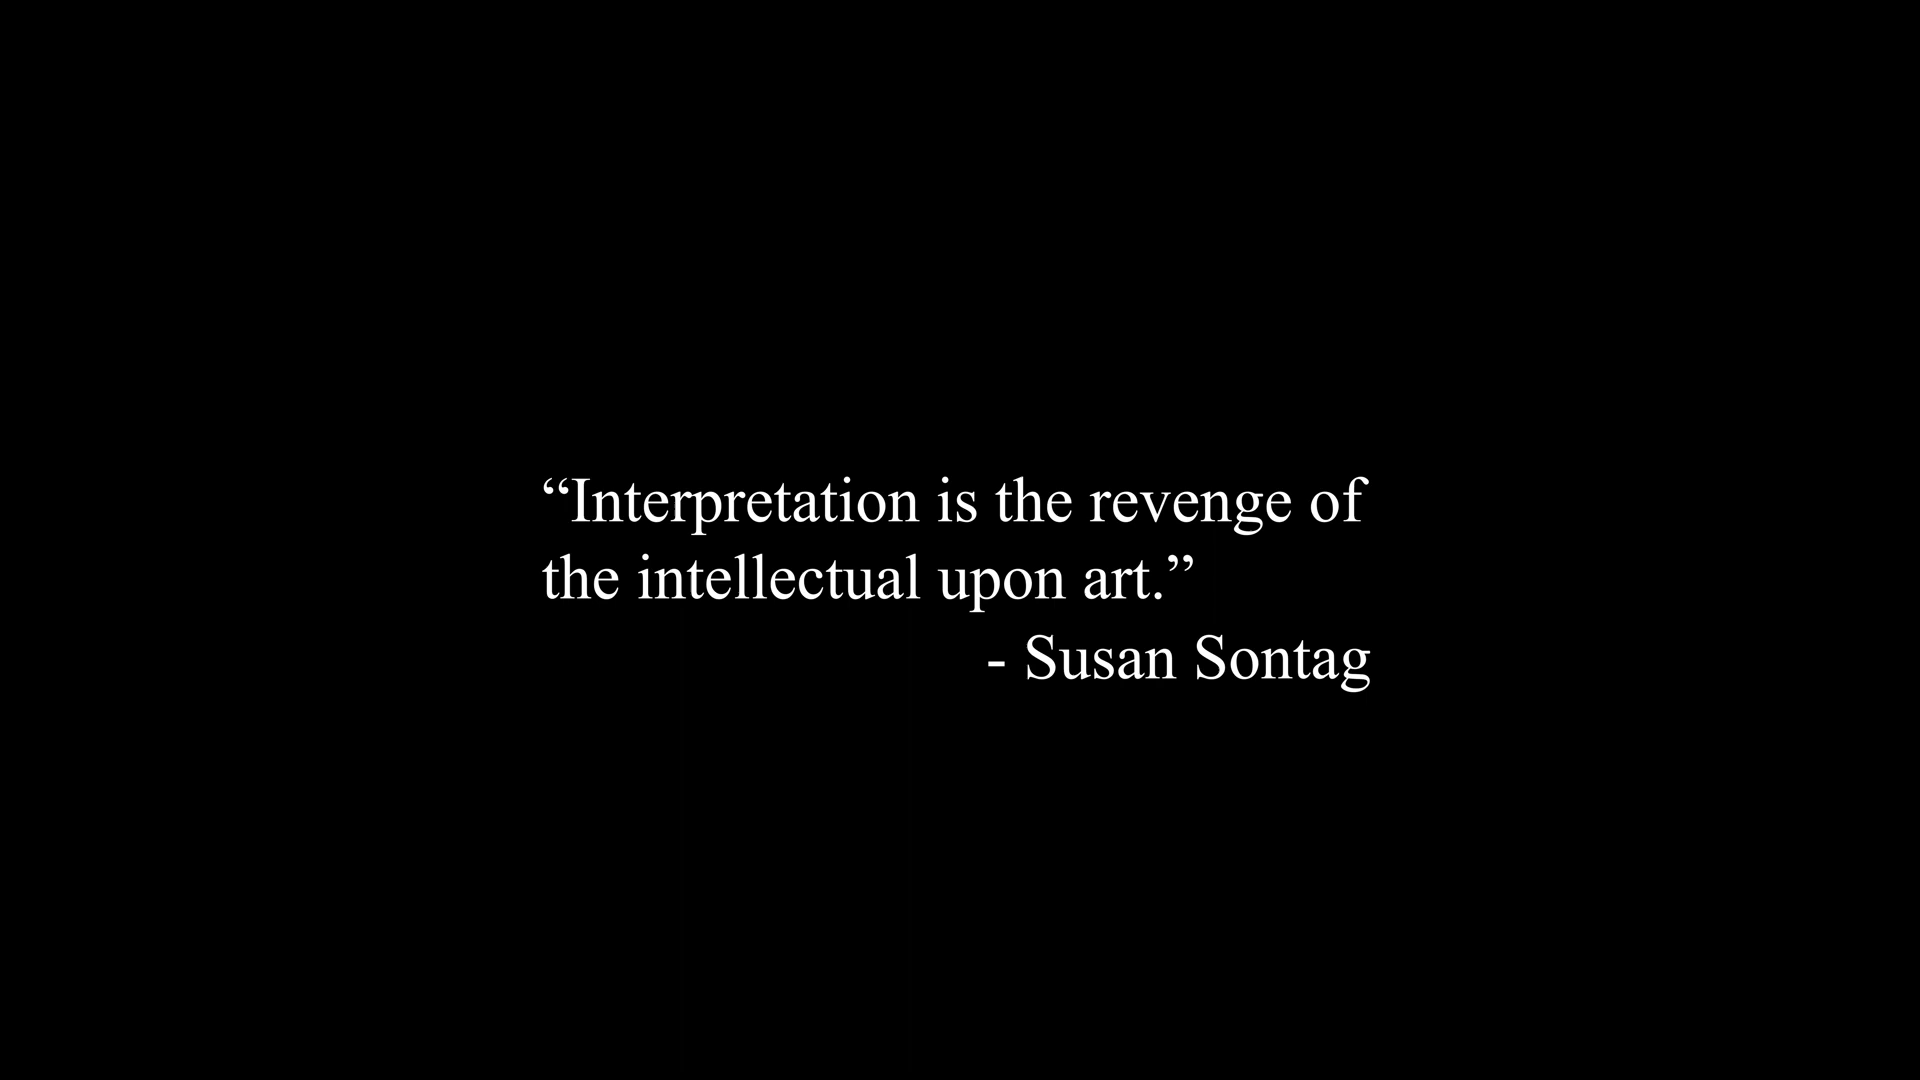 “Interpretation is the revenge of
the intellectual upon art.”
- Susan Sontag